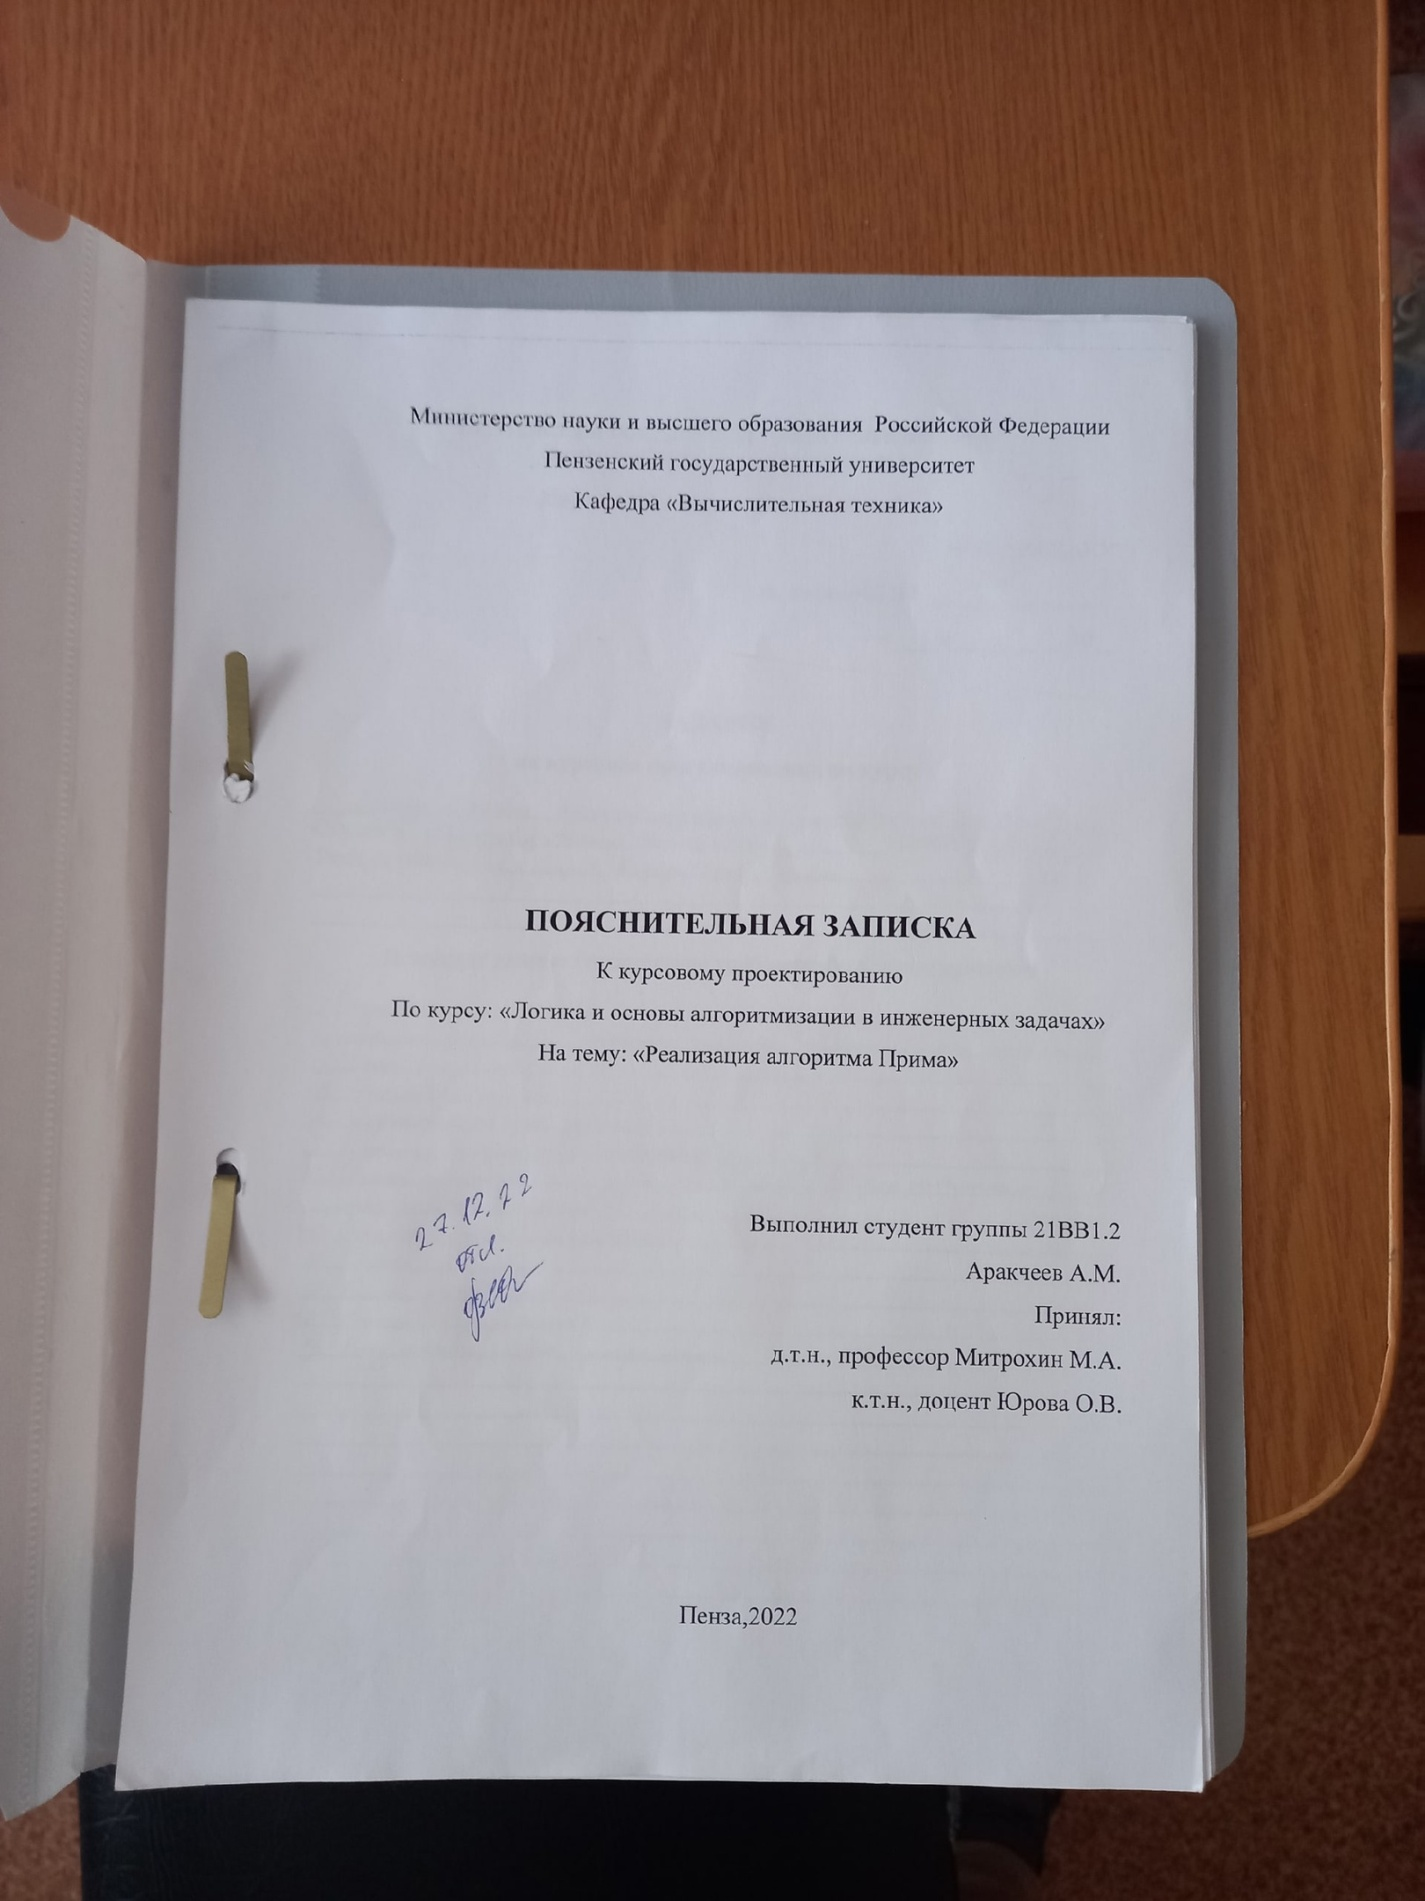 Министерство науки и высшего образования  Российской Федерации
Пензенский государственный университет
Кафедра «Вычислительная техника»
ПОЯСНИТЕЛЬНАЯ ЗАПИСКА
К курсовому проектированию
По курсу: «Логика и основы алгоритмизации в инженерных задачах»
На тему: «Реализация алгоритма Прима»
27.12.22
отл.
Выполнил студент группы 21ВВ1.2
Аракчеев А.М.
Принял:
д.т.н., профессор Митрохин М.А.
к.т.н., доцент Юрова О.В.
Пенза,2022